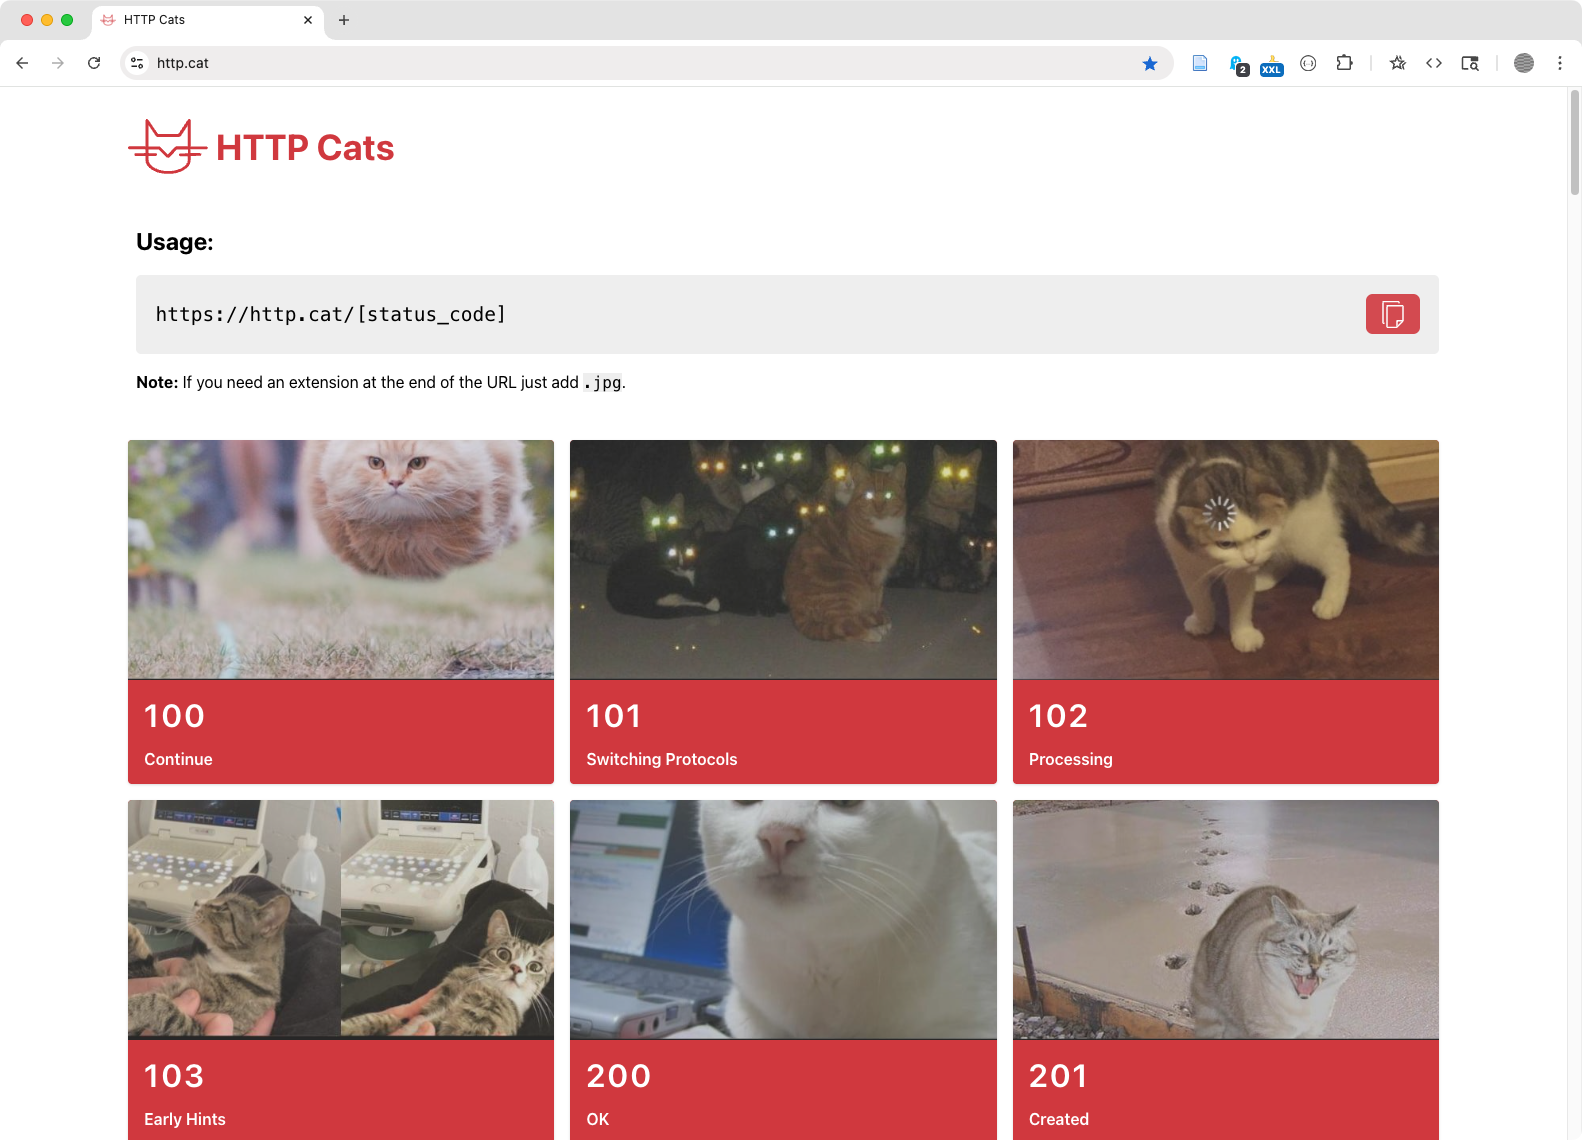 HTTP Cats
http.cat
2
XXL
HTTP Cats
Usage:
https://http.cat/[status_code]
Note: If you need an extension at the end of the URL just add .jpg.
100
Continue
101
Switching Protocols
102
Processing
103
Early Hints
200
OK
201
Created